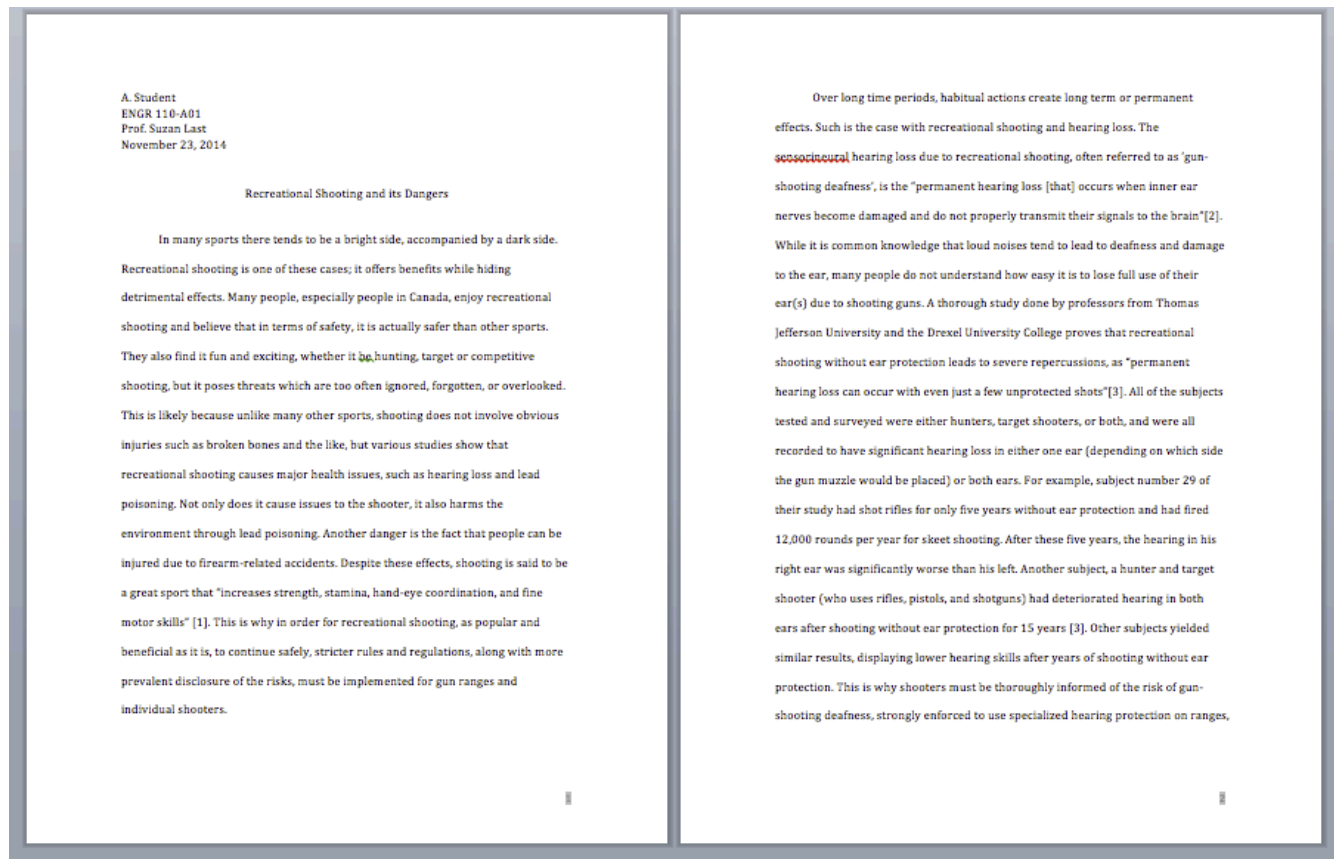 A. Student
ENGR 110-A01
Prof. Suzan Last
November 23, 2014
Recreational Shooting and its Dangers
In many sports there tends to be a bright side, accompanied by a dark side.
Recreational shooting is one of these cases; it offers benefits while hiding
detrimental effects. Many people, especially people in Canada, enjoy recreational
shooting and believe that in terms of safety, it is actually safer than other sports.
They also find it fun and exciting, whether it be hunting, target or competitive
shooting, but it poses threats which are too often ignored, forgotten, or overlooked.
This is likely because unlike many other sports, shooting does not involve obvious
injuries such as broken bones and the like, but various studies show that
recreational shooting causes major health issues, such as hearing loss and lead
poisoning. Not only does it cause issues to the shooter, it also harms the
environment through lead poisoning. Another danger is the fact that people can be
injured due to firearm-related accidents. Despite these effects, shooting is said to be
a great sport that "increases strength, stamina, hand-eye coordination, and fine
motor skills" [1]. This is why in order for recreational shooting, as popular and
beneficial as it is, to continue safely, stricter rules and regulations, along with more
prevalent disclosure of the risks, must be implemented for gun ranges and
individual shooters.
Over long time periods, habitual actions create long term or permanent
effects. Such is the case with recreational shooting and hearing loss. The
sensorineural hearing loss due to recreational shooting, often referred to as 'gun-
shooting deafness', is the "permanent hearing loss [that] occurs when inner ear
nerves become damaged and do not properly transmit their signals to the brain"[2].
While it is common knowledge that loud noises tend to lead to deafness and damage
to the ear, many people do not understand how easy it is to lose full use of their
ear(s) due to shooting guns. A thorough study done by professors from Thomas
Jefferson University and the Drexel University College proves that recreational
shooting without ear protection leads to severe repercussions, as "permanent
hearing loss can occur with even just a few unprotected shots"[3]. All of the subjects
tested and surveyed were either hunters, target shooters, or both, and were all
recorded to have significant hearing loss in either one ear (depending on which side
the gun muzzle would be placed) or both ears. For example, subject number 29 of
their study had shot rifles for only five years without ear protection and had fired
12,000 rounds per year for skeet shooting. After these five years, the hearing in his
right ear was significantly worse than his left. Another subject, a hunter and target
shooter (who uses rifles, pistols, and shotguns) had deteriorated hearing in both
ears after shooting without ear protection for 15 years [3]. Other subjects yielded
similar results, displaying lower hearing skills after years of shooting without ear
protection. This is why shooters must be thoroughly informed of the risk of gun-
shooting deafness, strongly enforced to use specialized hearing protection on ranges,